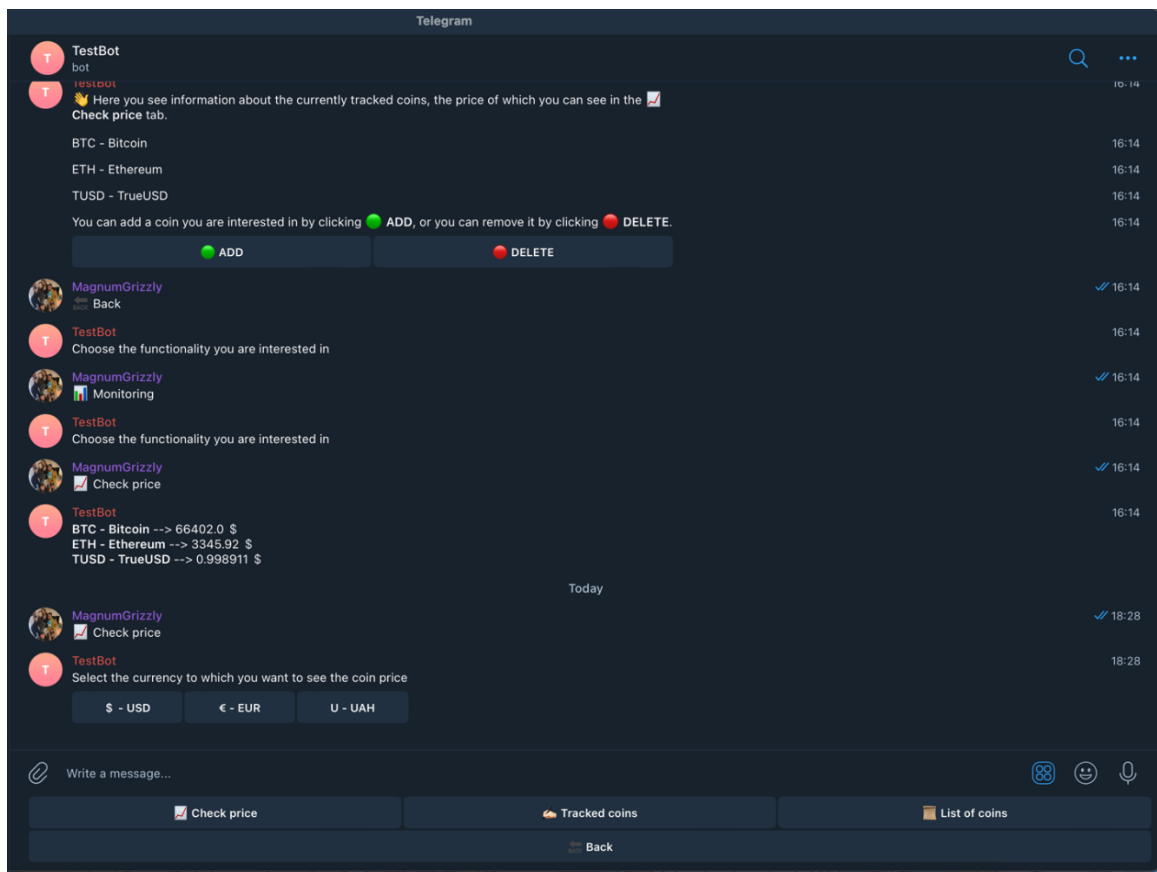 Telegram
T
TestBot
bot
TestBot
16:14
T
👋 Here you see information about the currently tracked coins, the price of which you can see in the 📈
Check price tab.
BTC - Bitcoin
16:14
ETH - Ethereum
16:14
TUSD - TrueUSD
16:14
You can add a coin you are interested in by clicking 🟢 ADD, or you can remove it by clicking 🔴 DELETE.
16:14
🟢 ADD
🔴 DELETE
MagnumGrizzly
16:14
🔙 Back
TestBot
16:14
T
Choose the functionality you are interested in
MagnumGrizzly
16:14
📊 Monitoring
TestBot
16:14
T
Choose the functionality you are interested in
MagnumGrizzly
16:14
📈 Check price
TestBot
16:14
T
BTC - Bitcoin --> 66402.0 $
ETH - Ethereum --> 3345.92 $
TUSD - TrueUSD --> 0.998911 $
Today
MagnumGrizzly
18:28
📈 Check price
TestBot
18:28
T
Select the currency to which you want to see the coin price
$ - USD
€ - EUR
U - UAH
Write a message...
📈 Check price
✍🏻 Tracked coins
📜 List of coins
🔙 Back